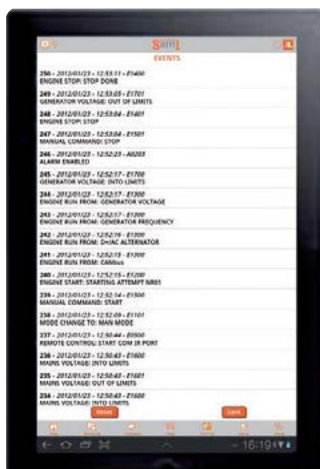 Sam1
EVENTS
250 - 2012/01/23 - 12:53:11 - E1400
ENGINE STOP: STOP DONE
249 - 2012/01/23 - 12:53:05 - E1701
GENERATOR VOLTAGE: OUT OF LIMITS
248 - 2012/01/23 - 12:53:04 - E1401
ENGINE STOP: STOP
247 - 2012/01/23 - 12:53:04 - E1501
MANUAL COMMAND: STOP
246 - 2012/01/23 - 12:52:23 - A0203
ALARM ENABLED
245 - 2012/01/23 - 12:52:17 - E1700
GENERATOR VOLTAGE: INTO LIMITS
244 - 2012/01/23 - 12:52:17 - E1300
ENGINE RUN FROM: GENERATOR VOLTAGE
243 - 2012/01/23 - 12:52:17 - E1300
ENGINE RUN FROM: GENERATOR FREQUENCY
242 - 2012/01/23 - 12:52:16 - E1300
ENGINE RUN FROM: D+/AC ALTERNATOR
241 - 2012/01/23 - 12:52:15 - E1300
ENGINE RUN FROM: CANbus
240 - 2012/01/23 - 12:52:15 - E1200
ENGINE START: STARTING ATTEMPT NR01
239 - 2012/01/23 - 12:52:14 - E1500
MANUAL COMMAND: START
238 - 2012/01/23 - 12:52:09 - E1101
MODE CHANGE TO: MAN MODE
237 - 2012/01/23 - 12:50:44 - E0500
REMOTE CONTROL: START COM IR PORT
236 - 2012/01/23 - 12:50:43 - E1600
MAINS VOLTAGE: INTO LIMITS
235 - 2012/01/23 - 12:50:43 - E1601
MAINS VOLTAGE: OUT OF LIMITS
234 - 2012/01/23 - 12:50:43 - E1600
MAINS VOLTAGE: INTO LIMITS
Reset Save
16:19